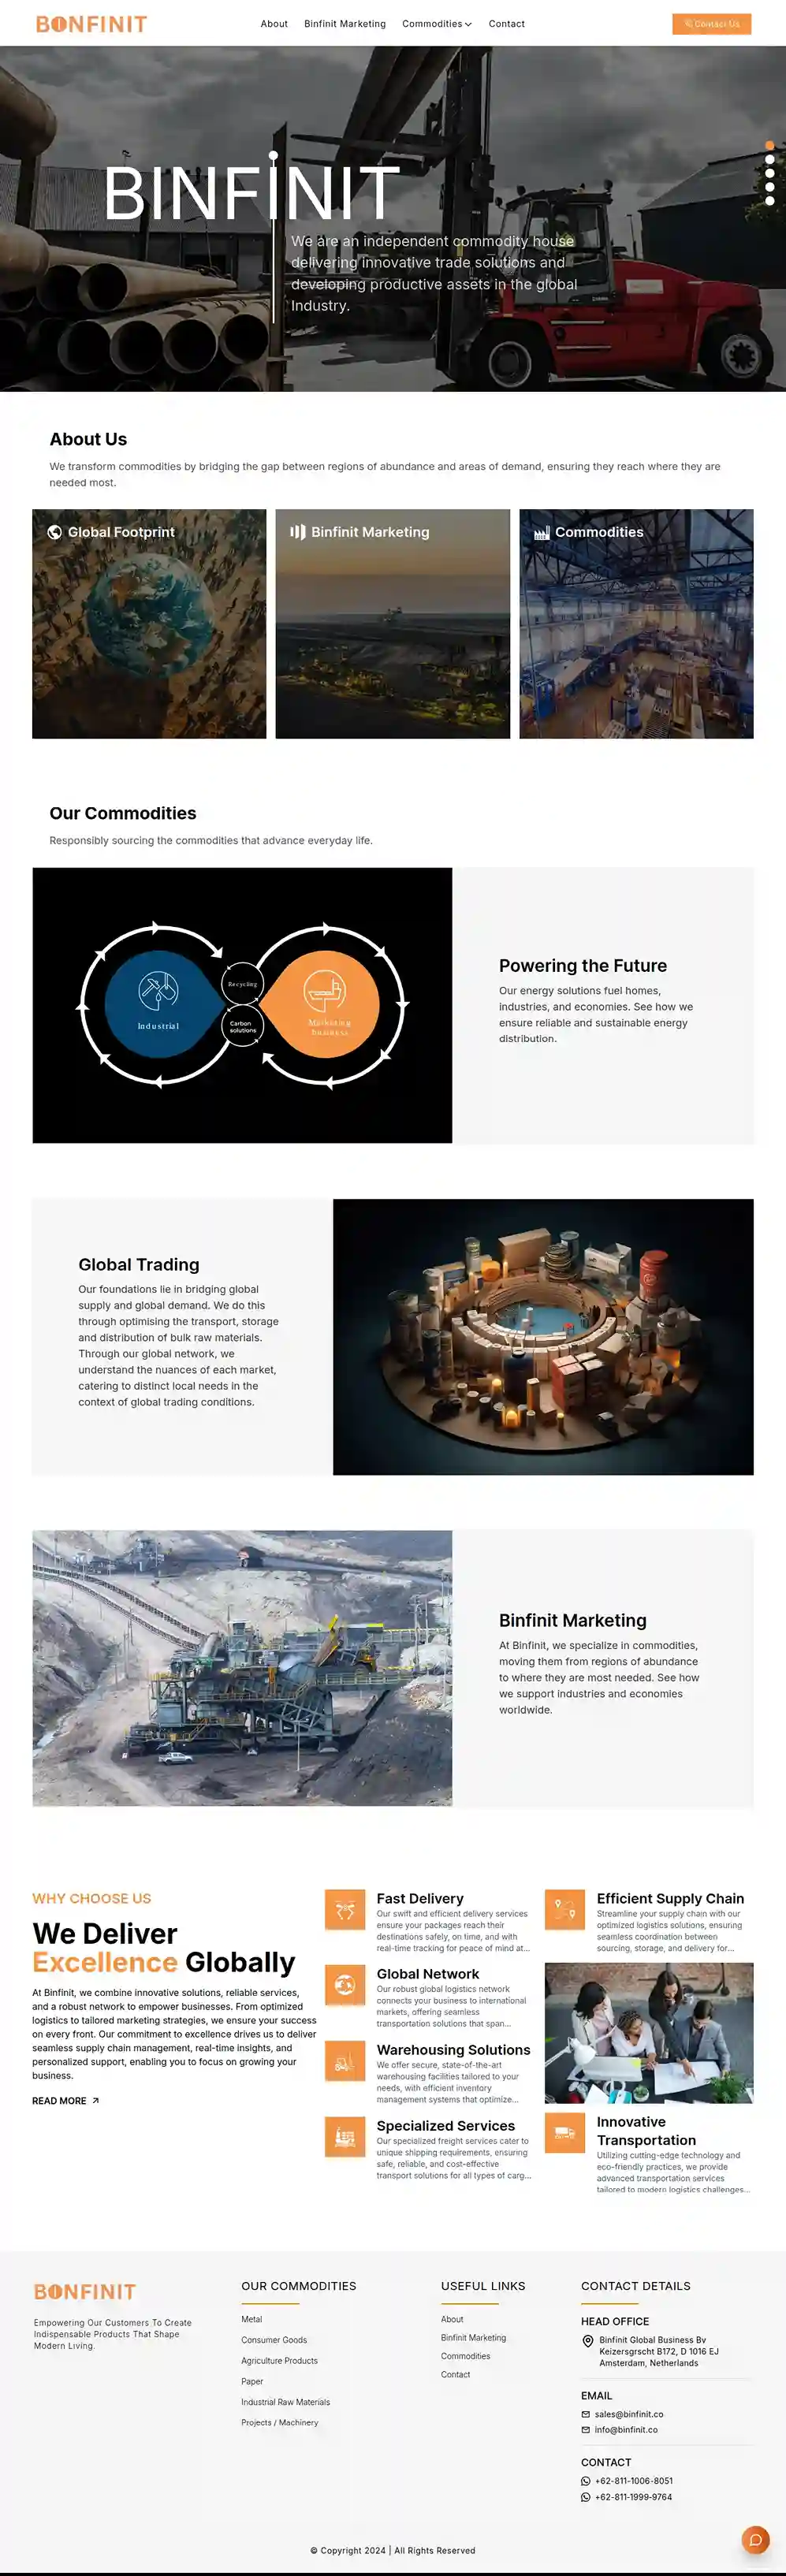 BONFINIT
About
Binfinit Marketing
Commodities
Contact
Contact Us
BINFINIT
We are an independent commodity house
delivering innovative trade solutions and
developing productive assets in the global
Industry.
About Us
We transform commodities by bridging the gap between regions of abundance and areas of demand, ensuring they reach where they are
needed most.
Global Footprint
Binfinit Marketing
Commodities
Our Commodities
Responsibly sourcing the commodities that advance everyday life.
Industrial
Recycling
Carbon
solutions
Marketing
business
Powering the Future
Our energy solutions fuel homes,
industries, and economies. See how we
ensure reliable and sustainable energy
distribution.
Global Trading
Our foundations lie in bridging global
supply and global demand. We do this
through optimising the transport, storage
and distribution of bulk raw materials.
Through our global network, we
understand the nuances of each market,
catering to distinct local needs in the
context of global trading conditions.
Binfinit Marketing
At Binfinit, we specialize in commodities,
moving them from regions of abundance
to where they are most needed. See how
we support industries and economies
worldwide.
WHY CHOOSE US
We Deliver
Excellence Globally
At Binfinit, we combine innovative solutions, reliable services,
and a robust network to empower businesses. From optimized
logistics to tailored marketing strategies, we ensure your success
on every front. Our commitment to excellence drives us to deliver
seamless supply chain management, real-time insights, and
personalized support, enabling you to focus on growing your
business.
READ MORE
Fast Delivery
Our swift and efficient delivery services
ensure your packages reach their
destinations safely, on time, and with
real-time tracking for peace of mind at...
Global Network
Our robust global logistics network
connects your business to international
markets, offering seamless
transportation solutions that span...
Warehousing Solutions
We offer secure, state-of-the-art
warehousing facilities tailored to your
needs, with efficient inventory
management systems that optimize...
Specialized Services
Our specialized freight services cater to
unique shipping requirements, ensuring
safe, reliable, and cost-effective
transport solutions for all types of carg...
Efficient Supply Chain
Streamline your supply chain with our
optimized logistics solutions, ensuring
seamless coordination between
sourcing, storage, and delivery for...
Innovative
Transportation
Utilizing cutting-edge technology and
eco-friendly practices, we provide
advanced transportation services
tailored to modern logistics challenges...
BONFINIT
Empowering Our Customers To Create
Indispensable Products That Shape
Modern Living.
OUR COMMODITIES
Metal
Consumer Goods
Agriculture Products
Paper
Industrial Raw Materials
Projects / Machinery
USEFUL LINKS
About
Binfinit Marketing
Commodities
Contact
CONTACT DETAILS
HEAD OFFICE
Binfinit Global Business Bv
Keizersgrscht B172, D 1016 EJ
Amsterdam, Netherlands
EMAIL
sales@binfinit.co
info@binfinit.co
CONTACT
+62-811-1006-8051
+62-811-1999-9764
© Copyright 2024 | All Rights Reserved